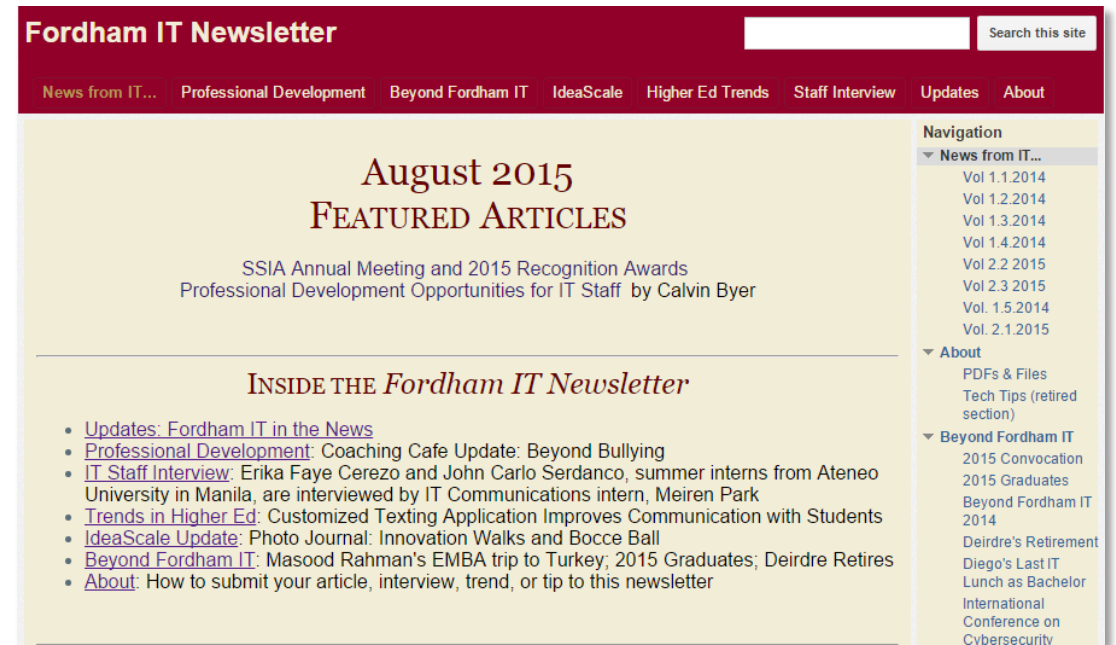 Fordham IT Newsletter
Search this site
News from IT... Professional Development Beyond Fordham IT IdeaScale Higher Ed Trends Staff Interview Updates About
August 2015
FEATURED ARTICLES
SSIA Annual Meeting and 2015 Recognition Awards
Professional Development Opportunities for IT Staff by Calvin Byer
INSIDE THE Fordham IT Newsletter
Updates: Fordham IT in the News
Professional Development: Coaching Cafe Update: Beyond Bullying
IT Staff Interview: Erika Faye Cerezo and John Carlo Serdanco, summer interns from Ateneo
University in Manila, are interviewed by IT Communications intern, Meiren Park
Trends in Higher Ed: Customized Texting Application Improves Communication with Students
IdeaScale Update: Photo Journal: Innovation Walks and Bocce Ball
Beyond Fordham IT: Masood Rahman's EMBA trip to Turkey; 2015 Graduates; Deirdre Retires
About: How to submit your article, interview, trend, or tip to this newsletter
Navigation
News from IT...
Vol 1.1.2014
Vol 1.2.2014
Vol 1.3.2014
Vol 1.4.2014
Vol 2.2 2015
Vol 2.3 2015
Vol. 1.5.2014
Vol. 2.1.2015
About
PDFs & Files
Tech Tips (retired
section)
Beyond Fordham IT
2015 Convocation
2015 Graduates
Beyond Fordham IT
2014
Deirdre's Retirement
Diego's Last IT
Lunch as Bachelor
International
Conference on
Cybersecurity